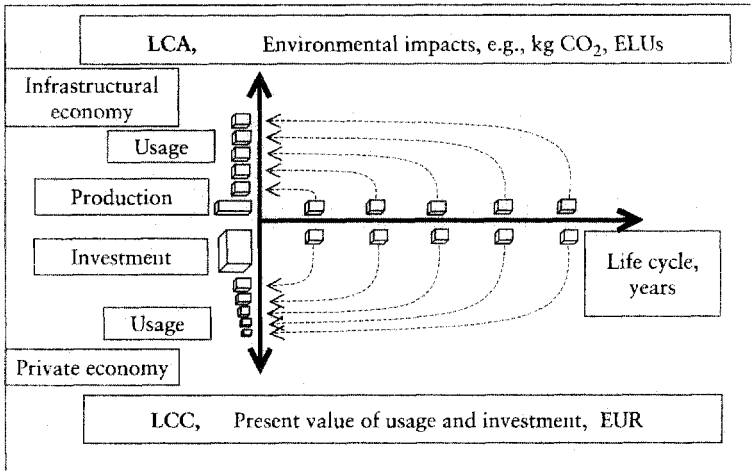 LCA, Environmental impacts, e.g., kg CO₂, ELUs
Infrastructural
economy
Usage
Production
Investment
Life cycle,
years
Usage
Private economy
LCC, Present value of usage and investment, EUR